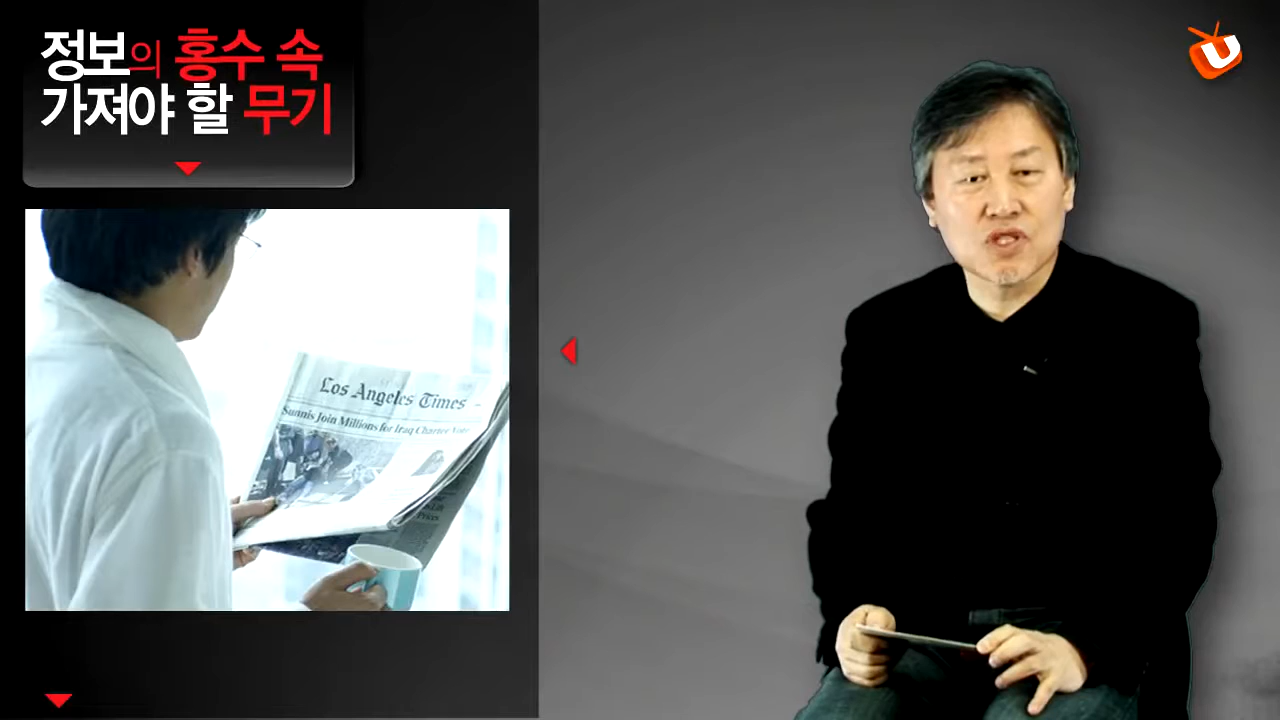 정보의 홍수 속
가져야 할 무기
Los Angeles Times
Sunnis Join Millions for Iraq Charter Vote